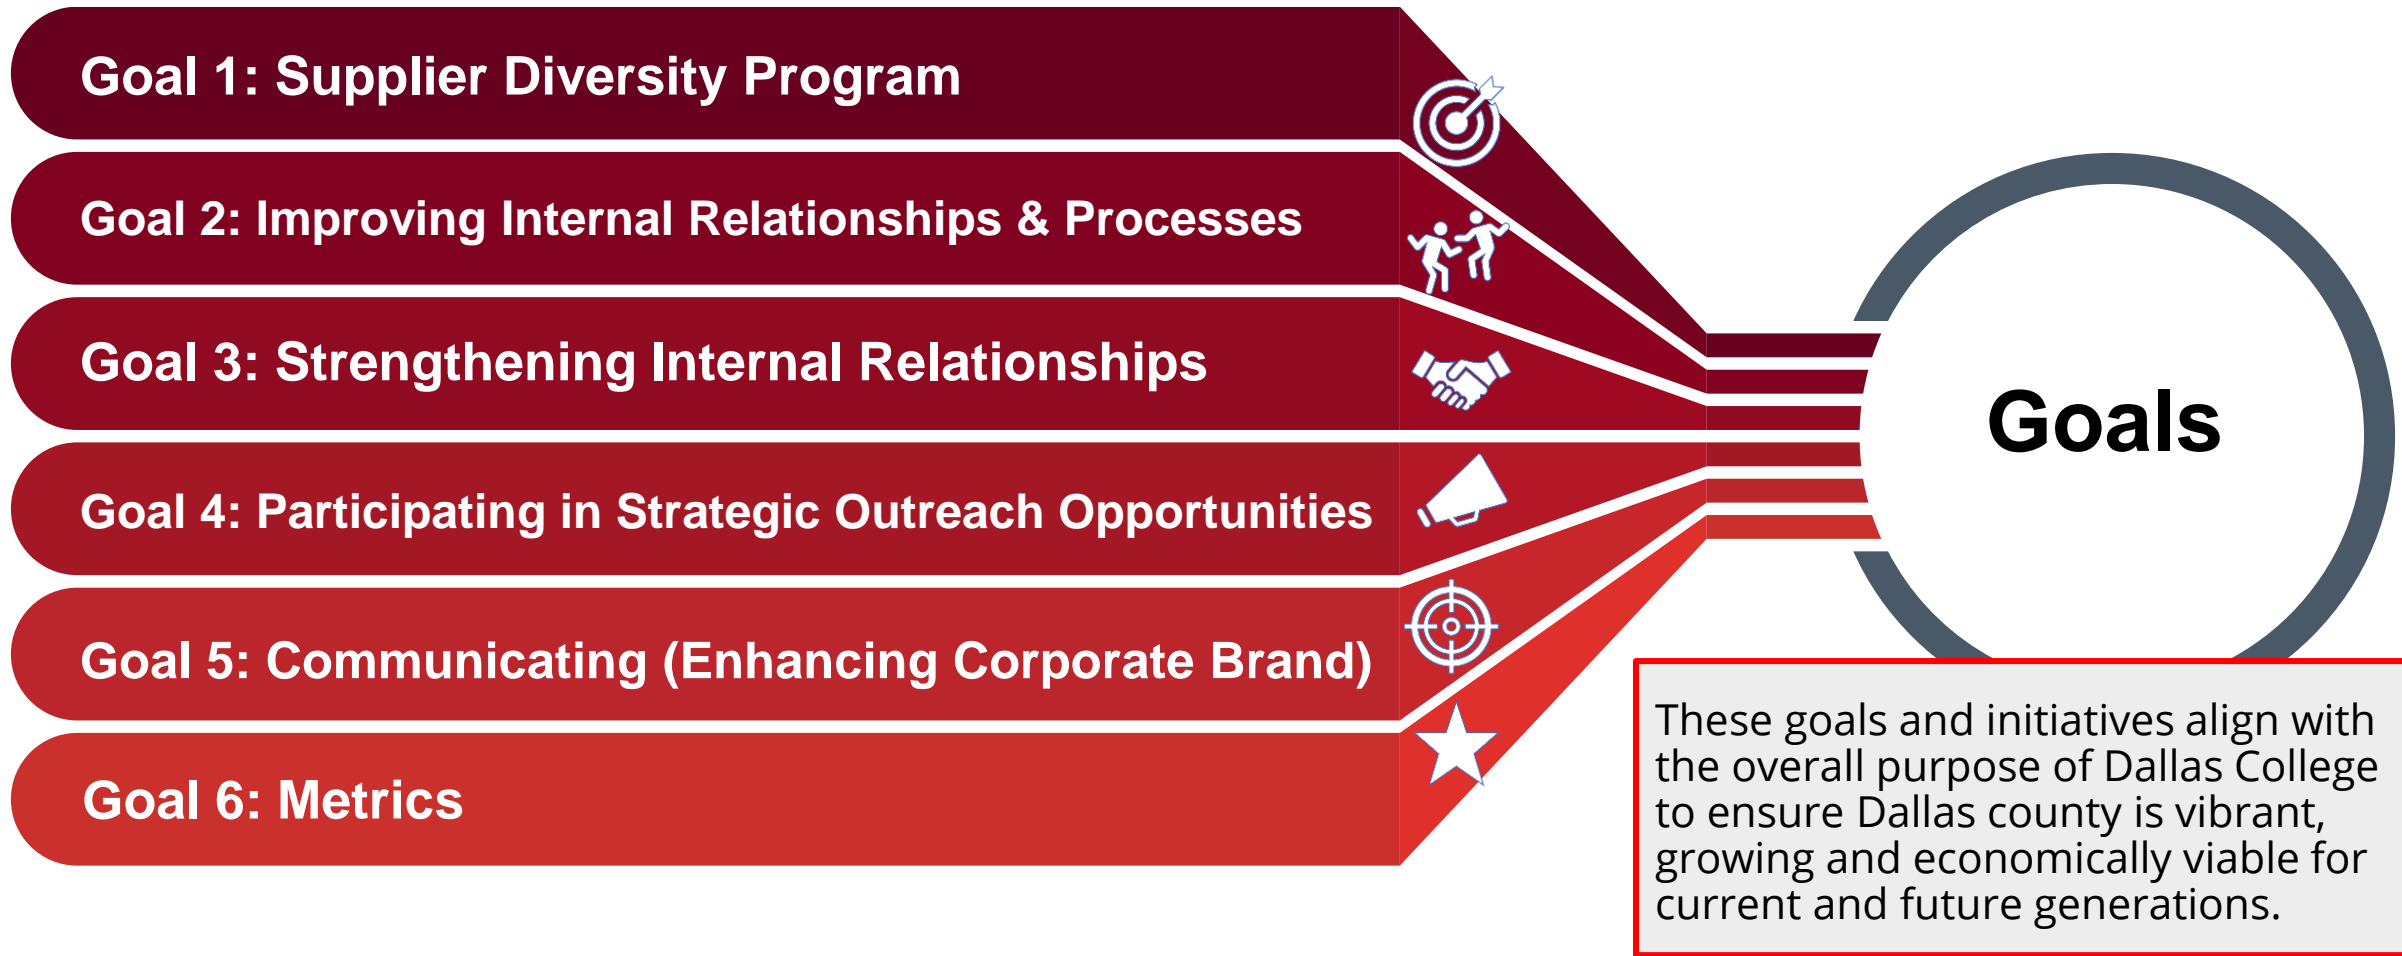 Goal 1: Supplier Diversity Program
Goal 2: Improving Internal Relationships & Processes
Goal 3: Strengthening Internal Relationships
Goal 4: Participating in Strategic Outreach Opportunities
Goal 5: Communicating (Enhancing Corporate Brand)
Goal 6: Metrics
Goals
These goals and initiatives align with
the overall purpose of Dallas College
to ensure Dallas county is vibrant,
growing and economically viable for
current and future generations.